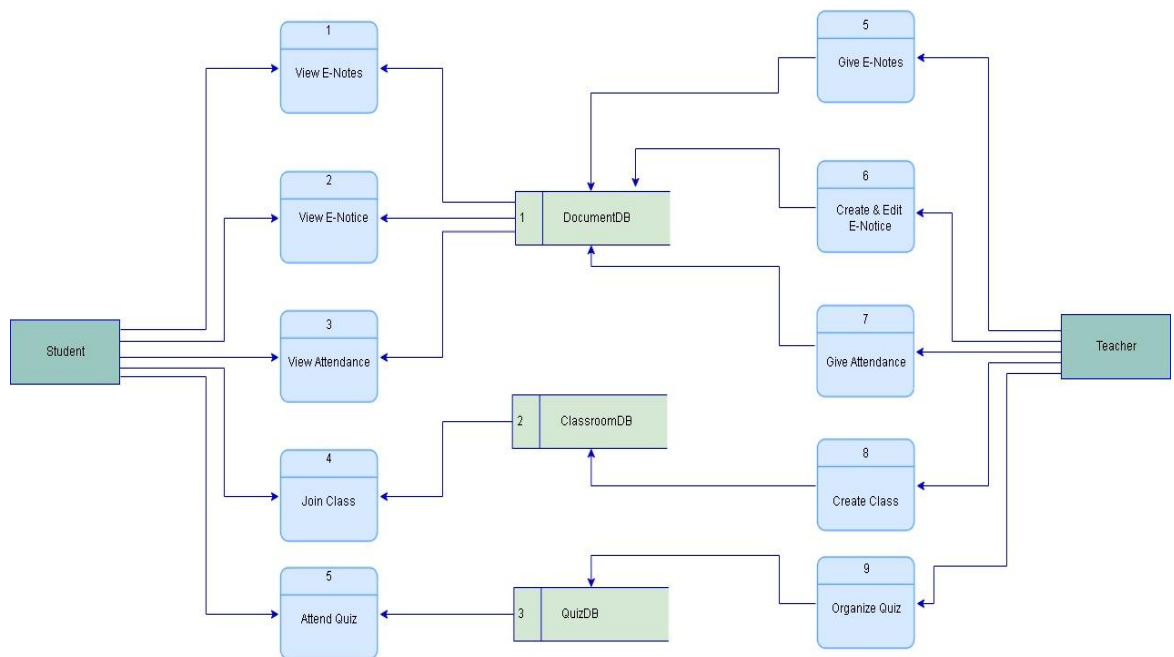 1
View E-Notes
2
View E-Notice
3
View Attendance
4
Join Class
5
Attend Quiz
Student
1
DocumentDB
2
ClassroomDB
3
QuizDB
5
Give E-Notes
6
Create & Edit
E-Notice
7
Give Attendance
8
Create Class
9
Organize Quiz
Teacher